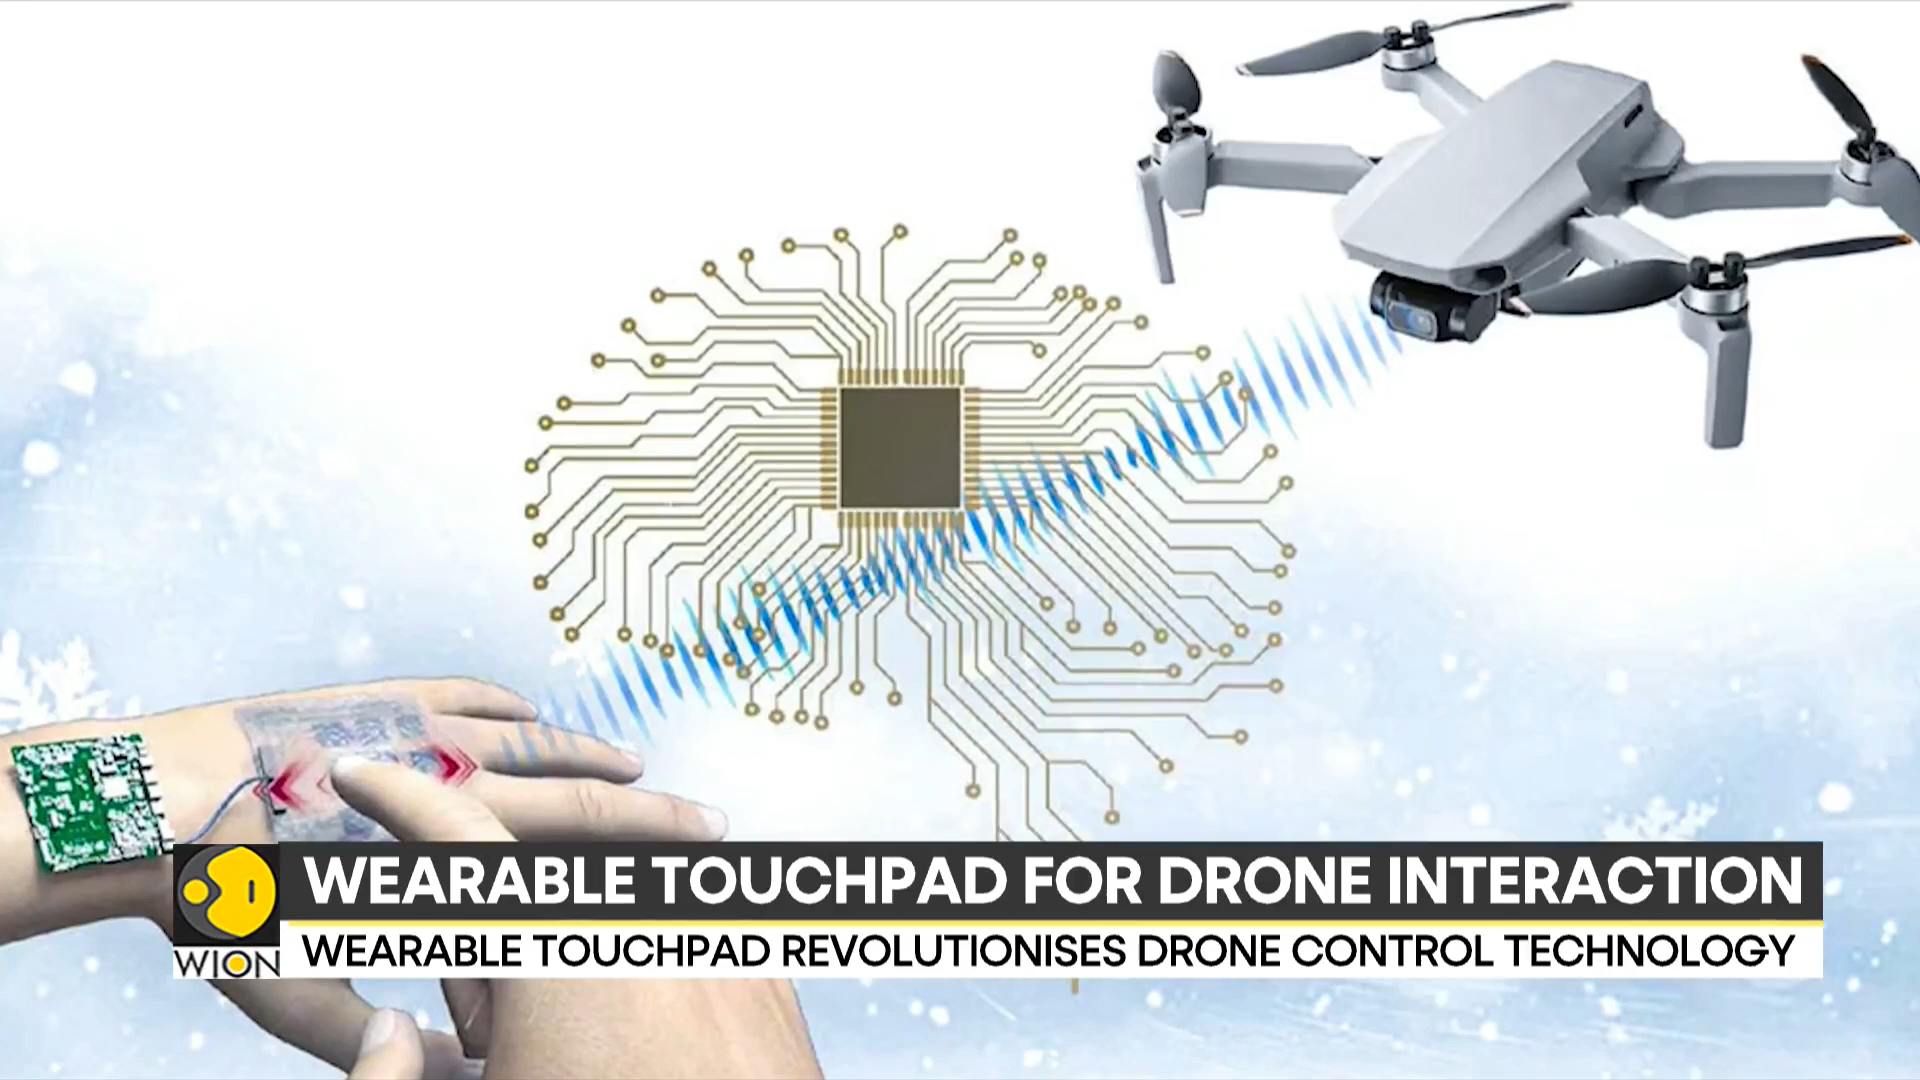 WEARABLE TOUCHPAD FOR DRONE INTERACTION
WEARABLE TOUCHPAD REVOLUTIONISES DRONE CONTROL TECHNOLOGY
WION